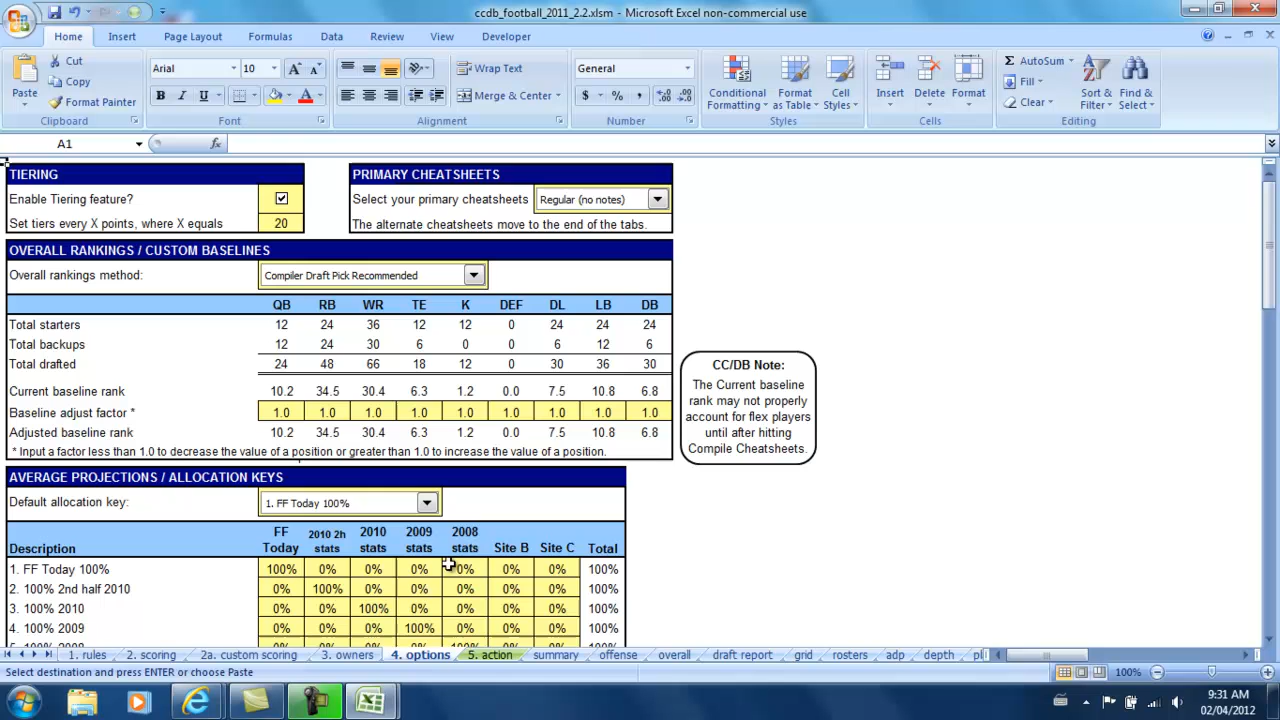 ccdb_football_2011_2.2.xlsm - Microsoft Excel non-commercial use
Home Insert Page Layout Formulas Data Review View Developer
Paste Cut Copy Format Painter Clipboard
Arial 10 B I U Font
Wrap Text Merge & Center Alignment
General $ % , Number
Conditional Formatting Format as Table Cell Styles Styles
Insert Delete Format Cells
AutoSum Fill Clear Sort & Filter Find & Select Editing
A1 fx
TIERING PRIMARY CHEATSHEETS
Enable Tiering feature? Select your primary cheatsheets Regular (no notes)
Set tiers every X points, where X equals 20 The alternate cheatsheets move to the end of the tabs.
OVERALL RANKINGS / CUSTOM BASELINES
Overall rankings method: Compiler Draft Pick Recommended
QB RB WR TE K DEF DL LB DB
Total starters 12 24 36 12 12 0 24 24 24
Total backups 12 24 30 6 0 0 6 12 6
Total drafted 24 48 66 18 12 0 30 36 30
Current baseline rank 10.2 34.5 30.4 6.3 1.2 0.0 7.5 10.8 6.8
Baseline adjust factor * 1.0 1.0 1.0 1.0 1.0 1.0 1.0 1.0 1.0
Adjusted baseline rank 10.2 34.5 30.4 6.3 1.2 0.0 7.5 10.8 6.8
* Input a factor less than 1.0 to decrease the value of a position or greater than 1.0 to increase the value of a position.
CC/DB Note:
The Current baseline
rank may not properly
account for flex players
until after hitting
Compile Cheatsheets.
AVERAGE PROJECTIONS / ALLOCATION KEYS
Default allocation key: 1. FF Today 100%
FF 2010 2h 2010 2009 2008
Description Today stats stats stats stats Site B Site C Total
1. FF Today 100% 100% 0% 0% 0% 0% 0% 0% 100%
2. 100% 2nd half 2010 0% 100% 0% 0% 0% 0% 0% 100%
3. 100% 2010 0% 0% 100% 0% 0% 0% 0% 100%
4. 100% 2009 0% 0% 0% 100% 0% 0% 0% 100%
5. 100% 2008 0% 0% 0% 0% 100% 0% 0% 100%
1. rules 2. scoring 2a. custom scoring 3. owners 4. options 5. action summary offense overall draft report grid rosters adp depth
Select destination and press ENTER or choose Paste 100%
9:31 AM
02/04/2012